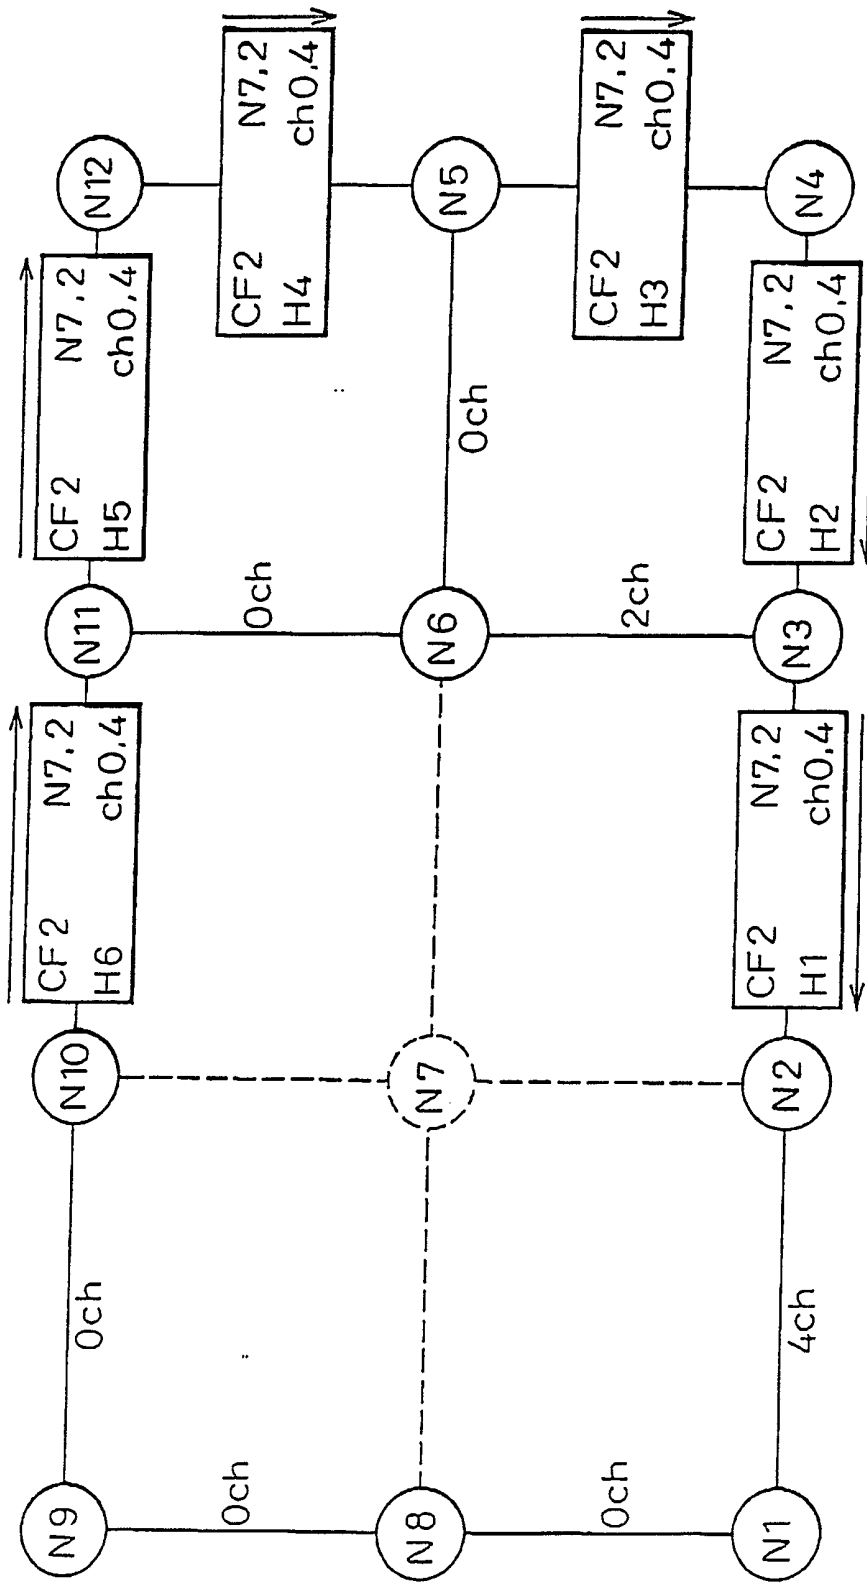 N9
0ch
N10
CF2 N7,2
H6 ch0,4
N11
CF2 N7,2
H5 ch0,4
N12
0ch
0ch
CF2 N7,2
H4 ch0,4
N8
N7
N6
0ch
N5
0ch
2ch
CF2 N7,2
H3 ch0,4
N1
4ch
N2
CF2 N7,2
H1 ch0,4
N3
CF2 N7,2
H2 ch0,4
N4